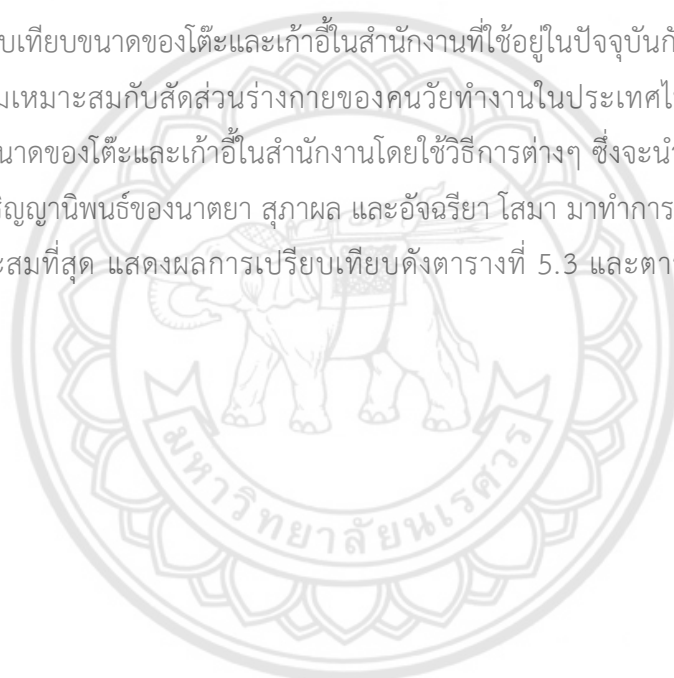 บเทียบขนาดของโต๊ะและเก้าอี้ในสำนักงานที่ใช้อยู่ในปัจจุบันกั
มเหมาะสมกับสัดส่วนร่างกายของคนวัยทำงานในประเทศไ
นาดของโต๊ะและเก้าอี้ในสำนักงานโดยใช้วิธีการต่างๆ ซึ่งจะนำ
ริญญานิพนธ์ของนาตยา สุภาผล และอัจฉรียา โสมา มาทำการ
ะสมที่สุด แสดงผลการเปรียบเทียบดังตารางที่ 5.3 และตา
มหาวิทยาลัยนเรศวร